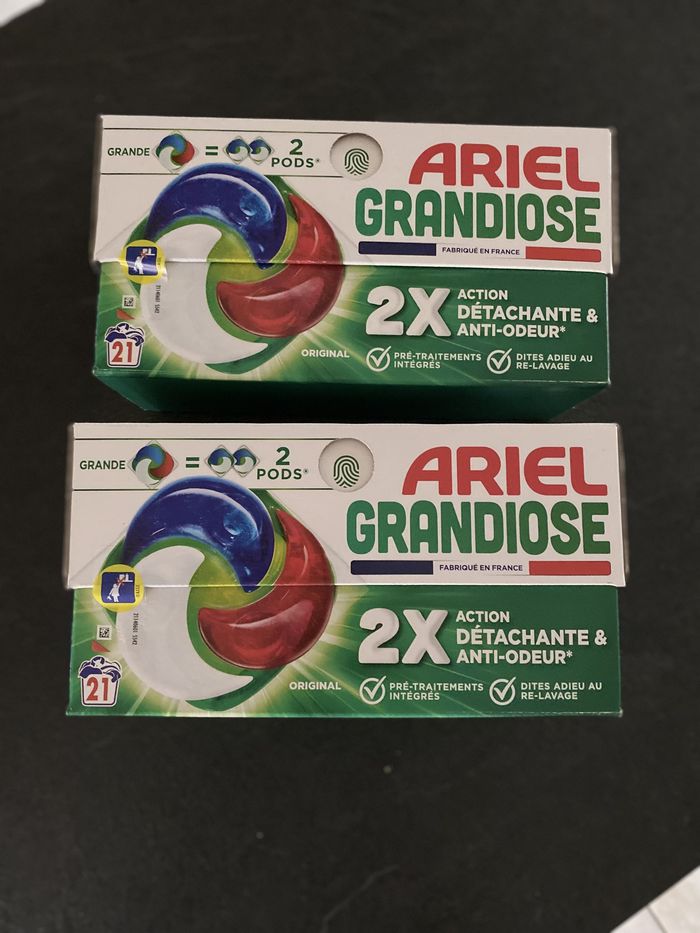 GRANDE = 2 PODS*
ARIEL
GRANDIOSE
FABRIQUÉ EN FRANCE
2X ACTION
DÉTACHANTE &
ANTI-ODEUR*
21
ORIGINAL
PRÉ-TRAITEMENTS
INTÉGRÉS
DITES ADIEU AU
RE-LAVAGE
GRANDE = 2 PODS*
ARIEL
GRANDIOSE
FABRIQUÉ EN FRANCE
2X ACTION
DÉTACHANTE &
ANTI-ODEUR*
21
ORIGINAL
PRÉ-TRAITEMENTS
INTÉGRÉS
DITES ADIEU AU
RE-LAVAGE